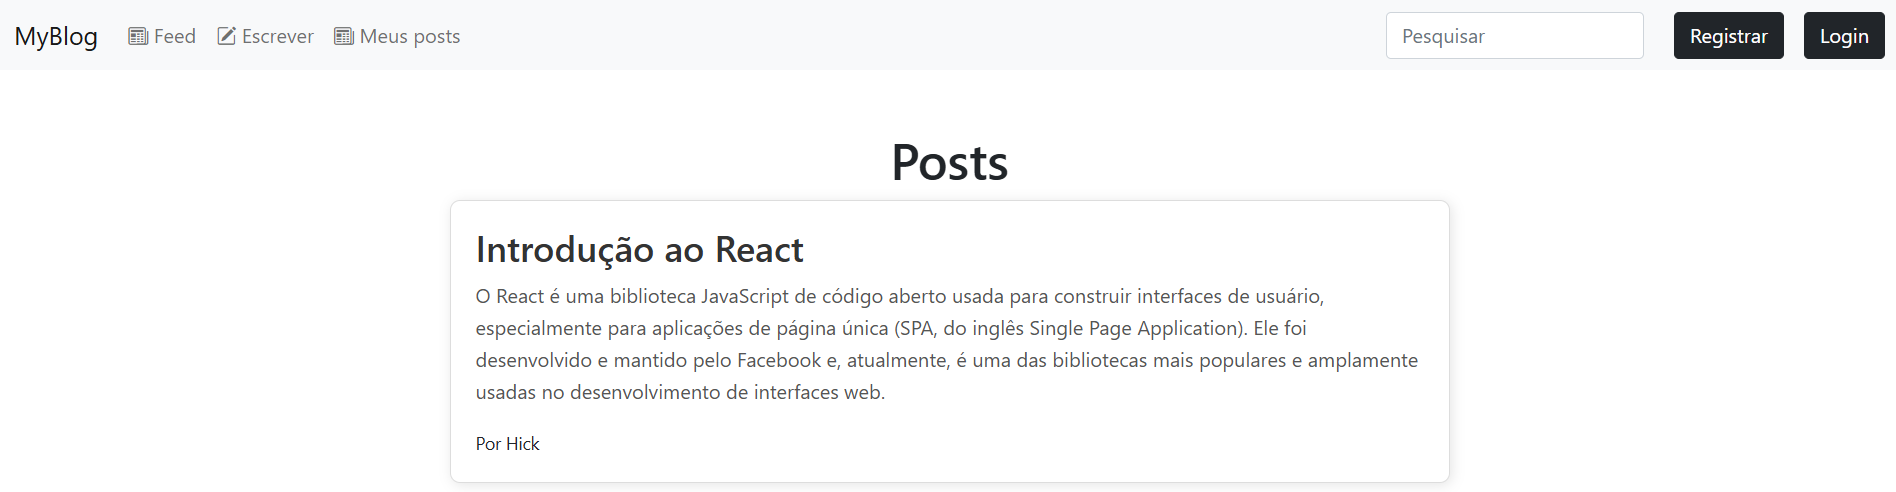 MyBlog Feed Escrever Meus posts Pesquisar Registrar Login
Posts
Introdução ao React
O React é uma biblioteca JavaScript de código aberto usada para construir interfaces de usuário,
especialmente para aplicações de página única (SPA, do inglês Single Page Application). Ele foi
desenvolvido e mantido pelo Facebook e, atualmente, é uma das bibliotecas mais populares e amplamente
usadas no desenvolvimento de interfaces web.
Por Hick